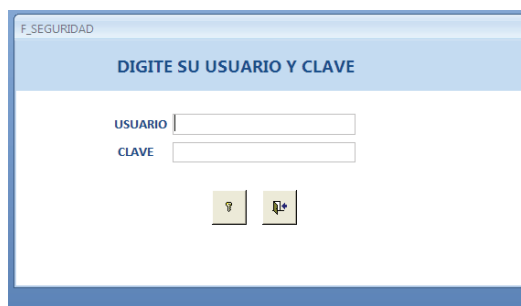 F_SEGURIDAD
DIGITE SU USUARIO Y CLAVE
USUARIO
CLAVE